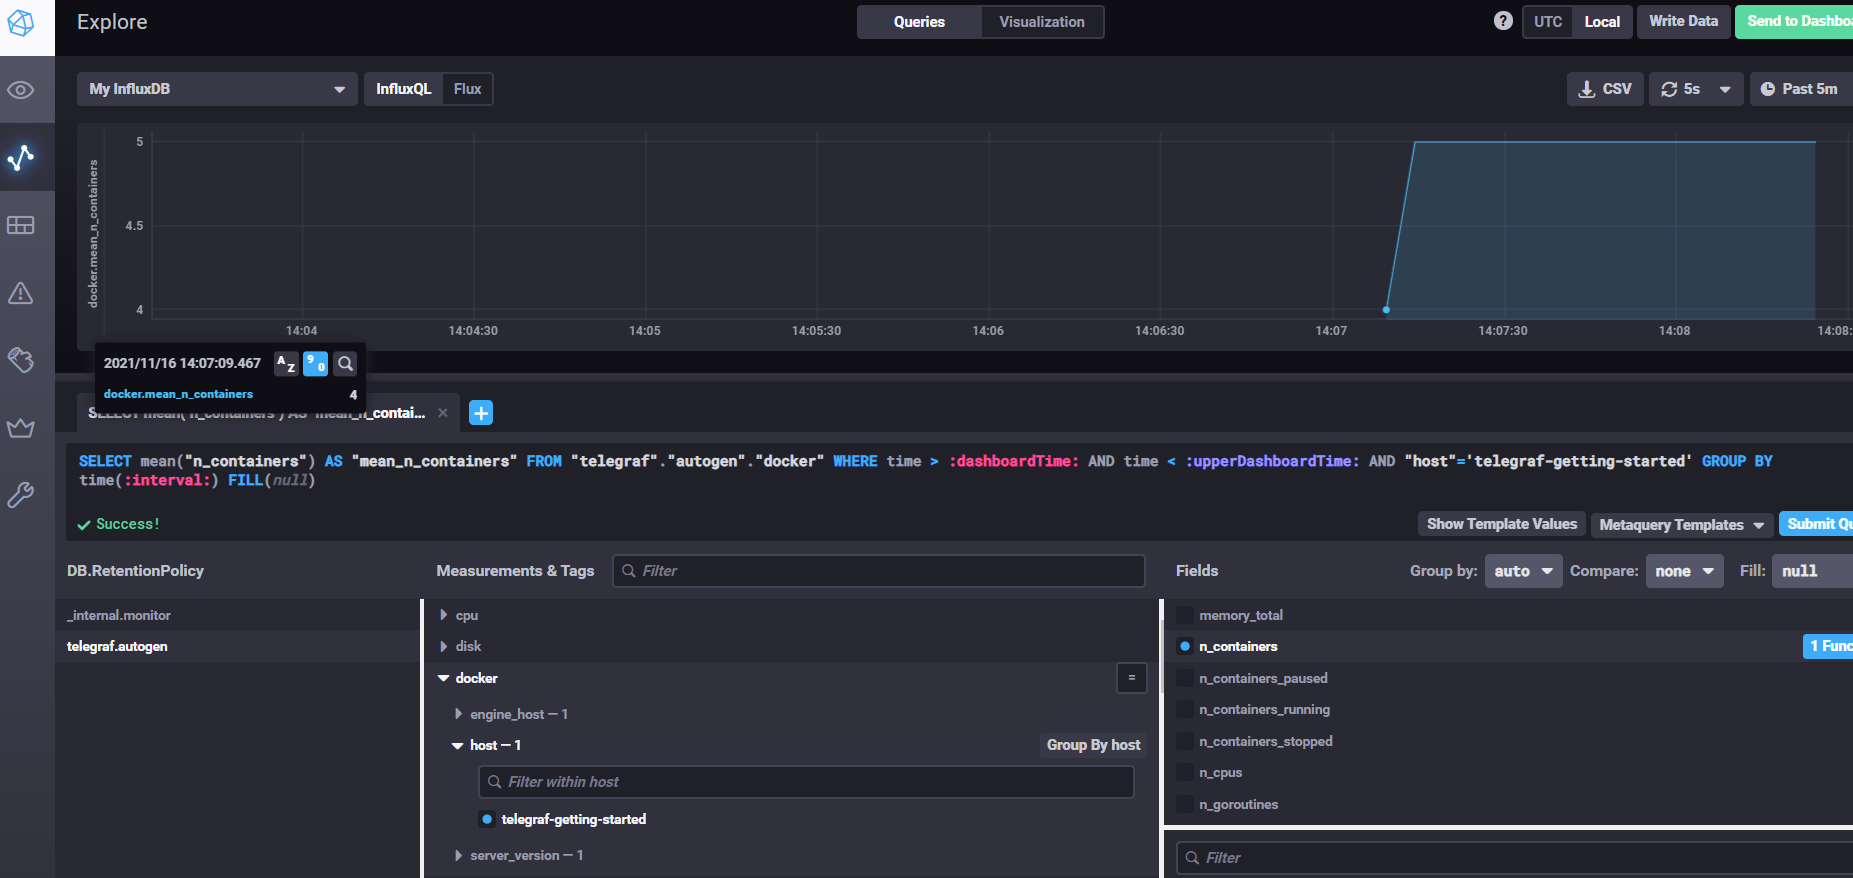 Explore
Queries
Visualization
?
UTC
Local
Write Data
Send to Dashboa
My InfluxDB
InfluxQL
Flux
CSV
5s
Past 5m
docker.mean_n_containers
5
4.5
4
14:04
14:04:30
14:05
14:05:30
14:06
14:06:30
14:07
14:07:30
14:08
14:08:
2021/11/16 14:07:09.467
A Z
9 0
docker.mean_n_containers 4
SELECT mean("n_containers") AS "mean_n_contai...
SELECT mean("n_containers") AS "mean_n_containers" FROM "telegraf"."autogen"."docker" WHERE time > :dashboardTime: AND time < :upperDashboardTime: AND "host"='telegraf-getting-started' GROUP BY
time(:interval:) FILL(null)
Success!
Show Template Values
Metaquery Templates
Submit Qu
DB.RetentionPolicy
Measurements & Tags
Filter
Fields
Group by:
auto
Compare:
none
Fill:
null
_internal.monitor
telegraf.autogen
cpu
disk
docker
=
engine_host — 1
host — 1
Group By host
Filter within host
telegraf-getting-started
server_version — 1
memory_total
n_containers
1 Func
n_containers_paused
n_containers_running
n_containers_stopped
n_cpus
n_goroutines
Filter